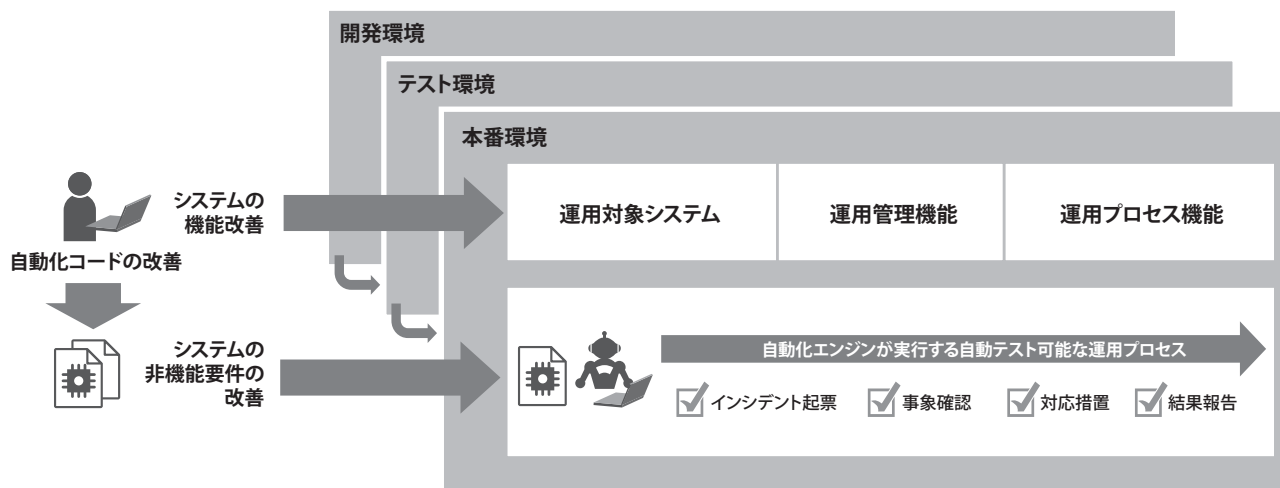 開発環境
テスト環境
本番環境
システムの
機能改善
運用対象システム
運用管理機能
運用プロセス機能
自動化コードの改善
システムの
非機能要件の
改善
自動化エンジンが実行する自動テスト可能な運用プロセス
インシデント起票
事象確認
対応措置
結果報告